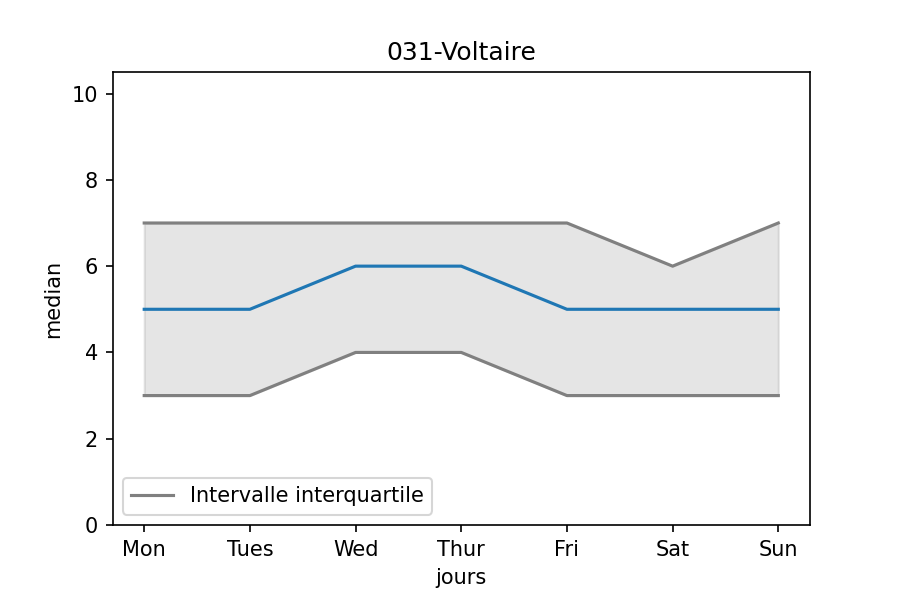 031-Voltaire
10
8
6
4
2
0
median
Intervalle interquartile
Mon Tues Wed Thur Fri Sat Sun
jours